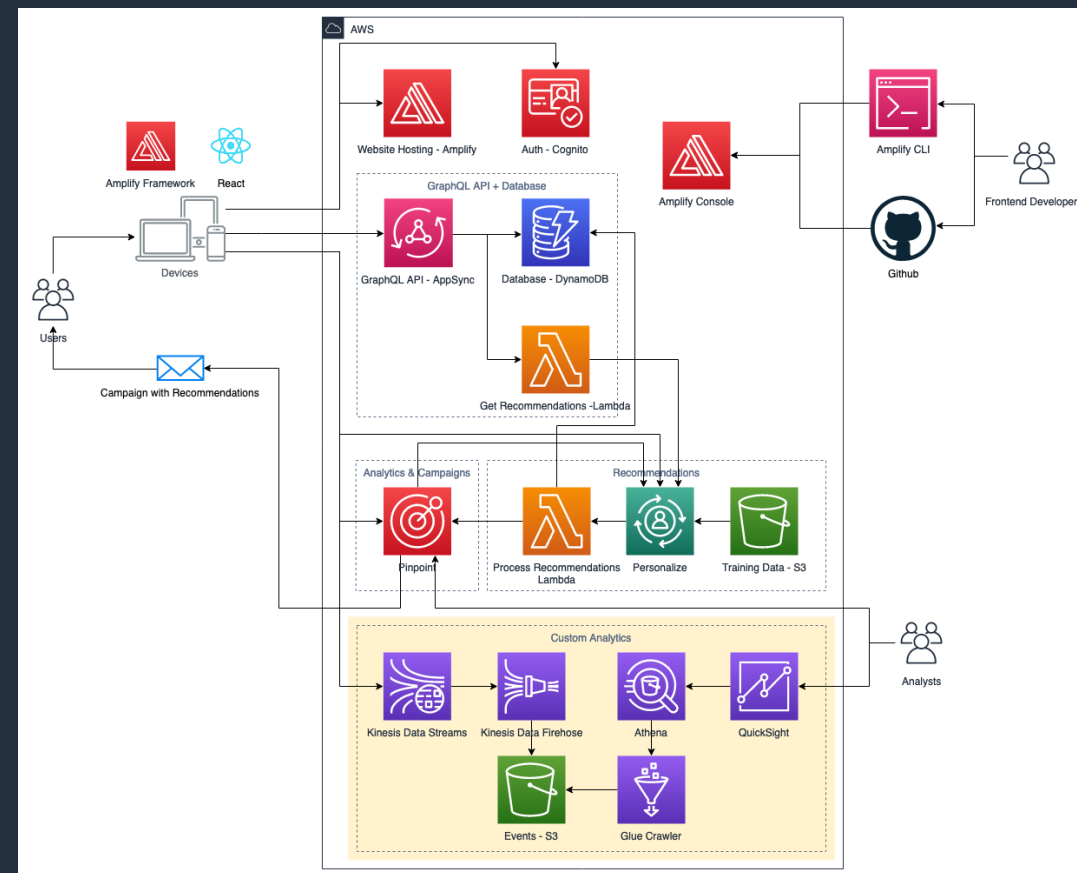 AWS
Website Hosting - Amplify
Auth - Cognito
Amplify CLI
Amplify Framework
React
Amplify Console
Frontend Developer
GraphQL API + Database
Devices
GraphQL API - AppSync
Database - DynamoDB
Github
Users
Campaign with Recommendations
Get Recommendations -Lambda
Analytics & Campaigns
Recommendations
Pinpoint
Process Recommendations
Lambda
Personalize
Training Data - S3
Custom Analytics
Analysts
Kinesis Data Streams
Kinesis Data Firehose
Athena
QuickSight
Events - S3
Glue Crawler